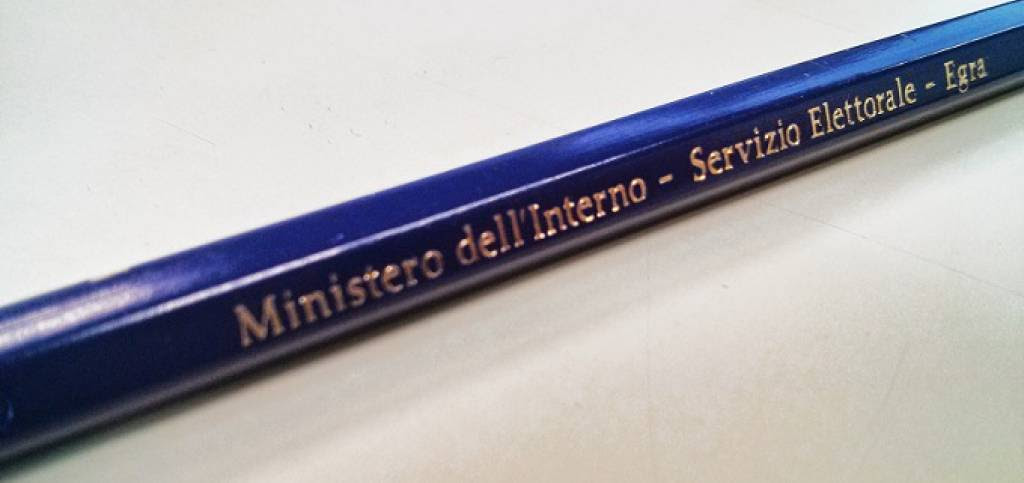 Ministero dell'Interno - Servizio Elettorale - Egra